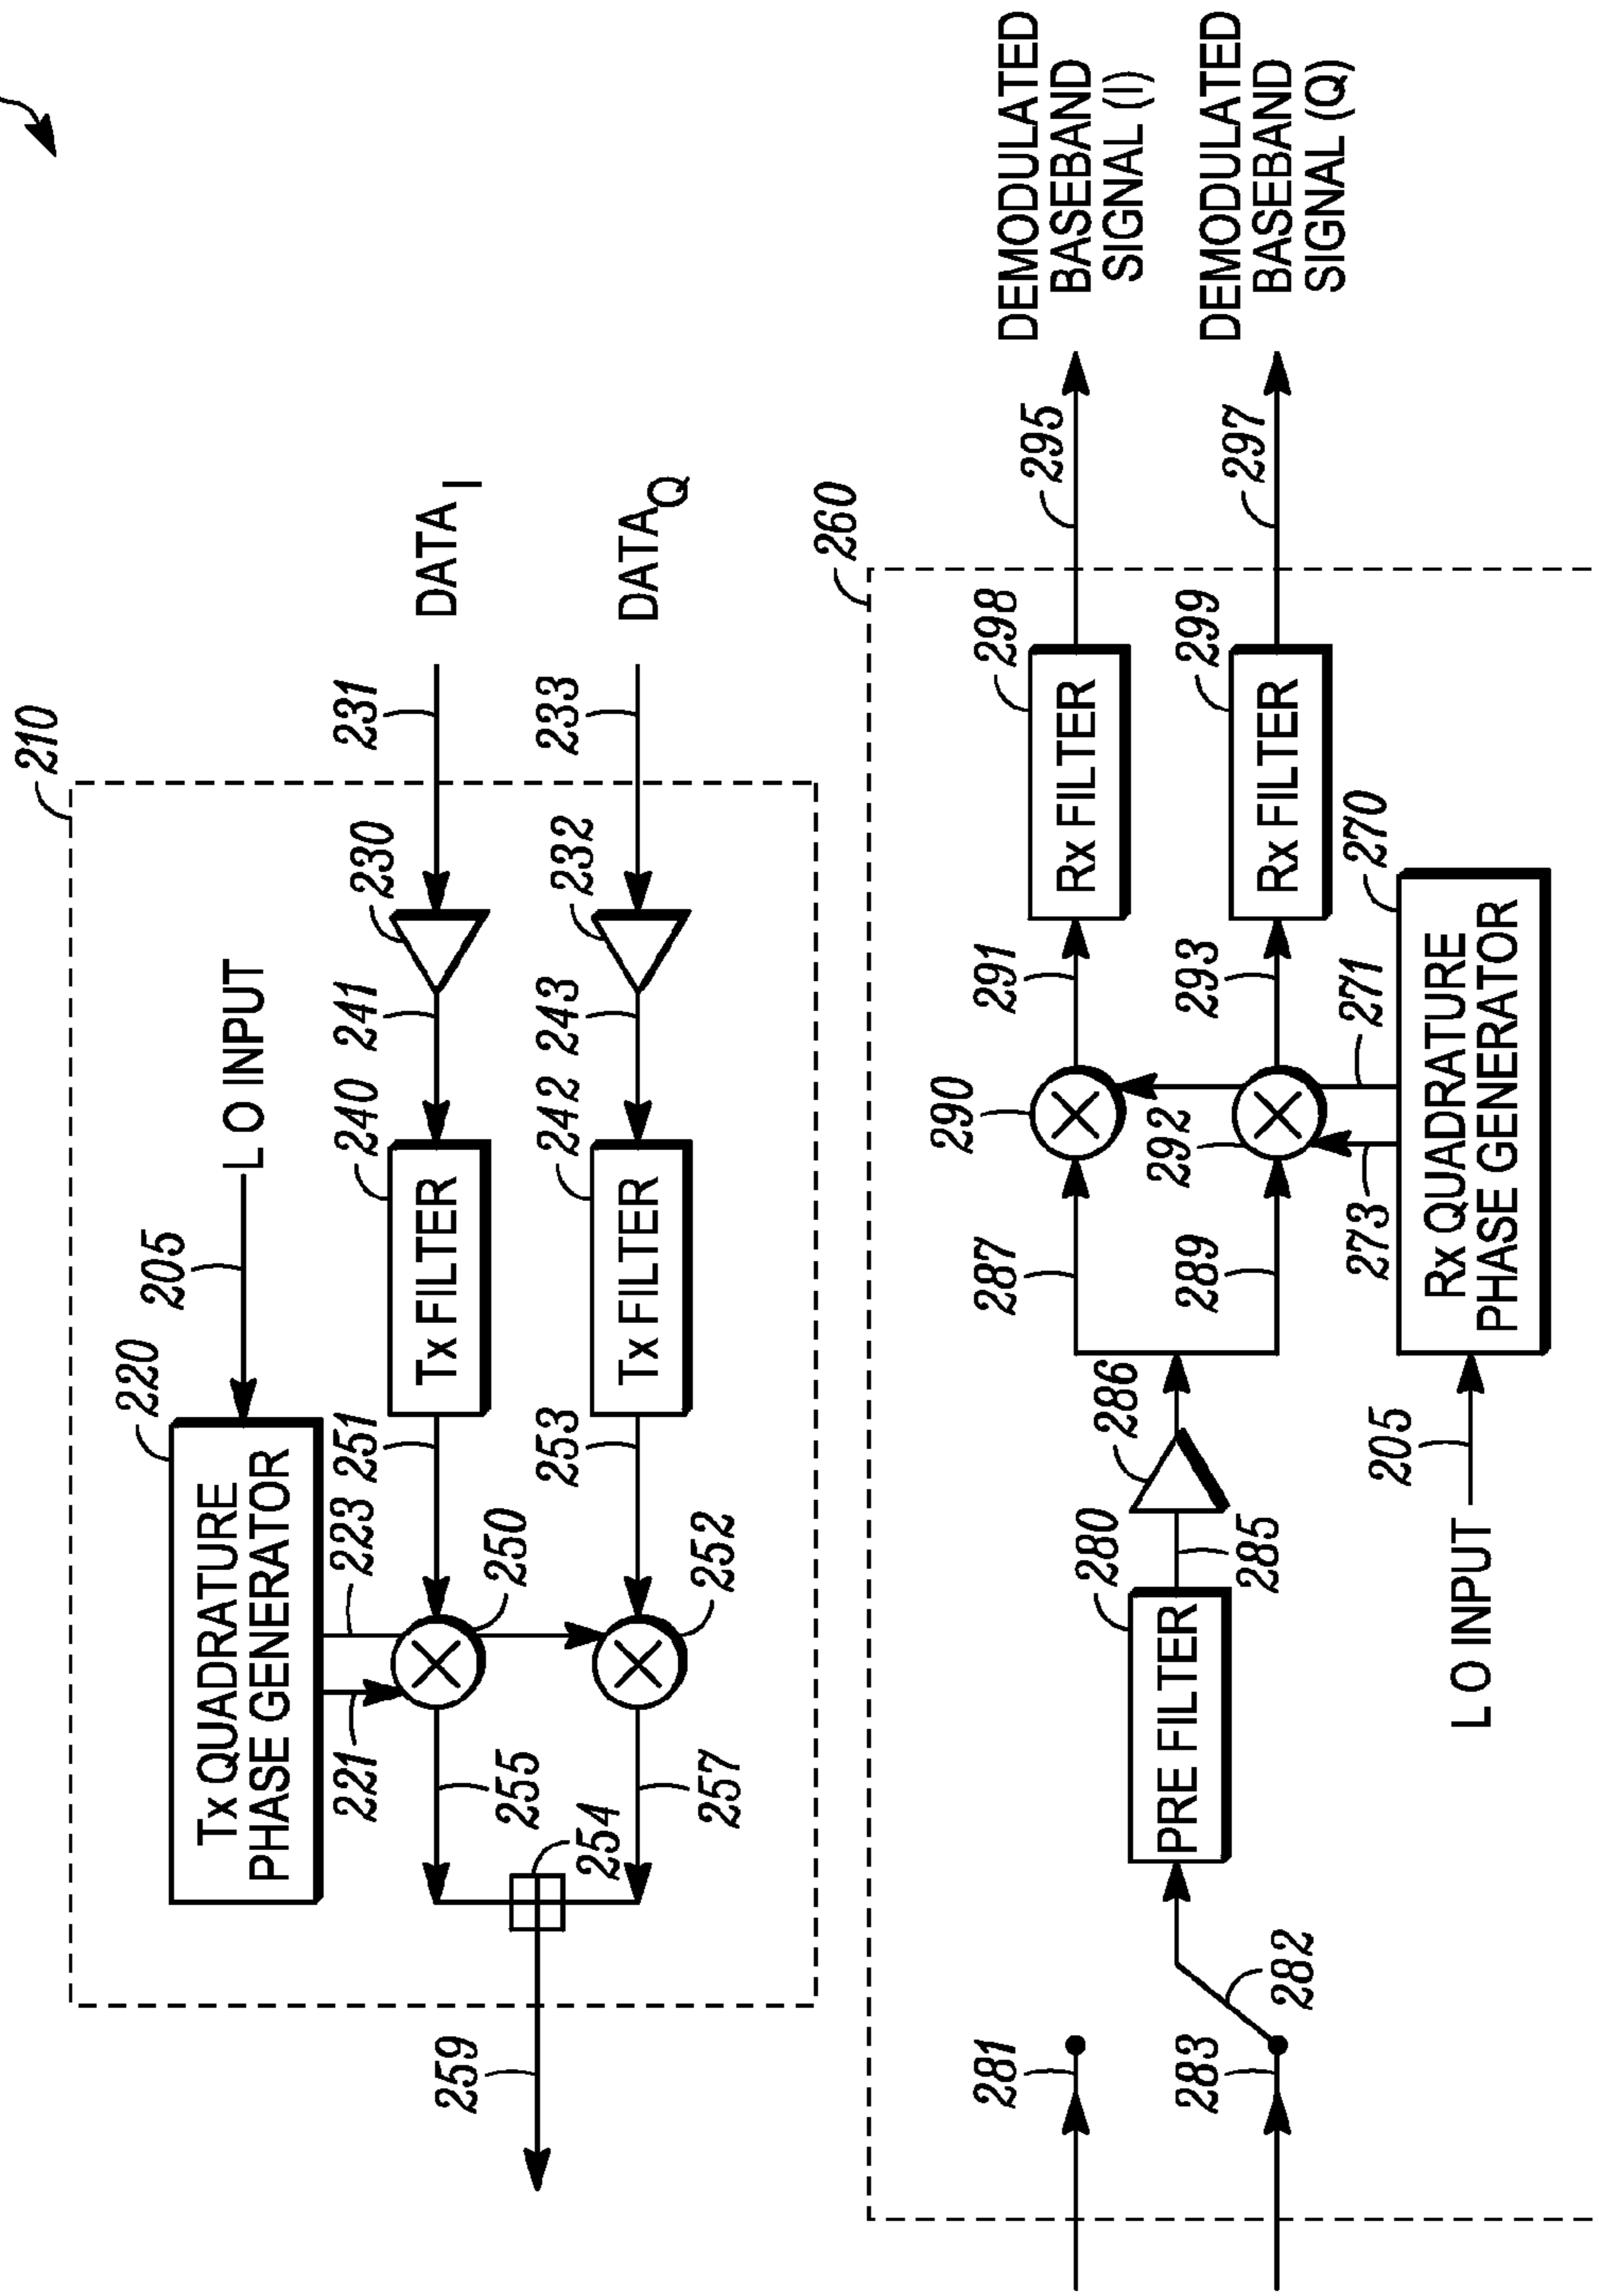 210
220
Tx QUADRATURE
PHASE GENERATOR
205
L O INPUT
221
223
251
240
241
230
231
Tx FILTER
DATA I
250
255
253
242
243
232
233
Tx FILTER
DATA Q
252
257
254
259
260
281
283
282
280
PRE FILTER
285
286
287
289
290
292
291
293
298
Rx FILTER
299
Rx FILTER
295
DEMODULATED
BASEBAND
SIGNAL (I)
297
DEMODULATED
BASEBAND
SIGNAL (Q)
273
271
270
Rx QUADRATURE
PHASE GENERATOR
205
L O INPUT